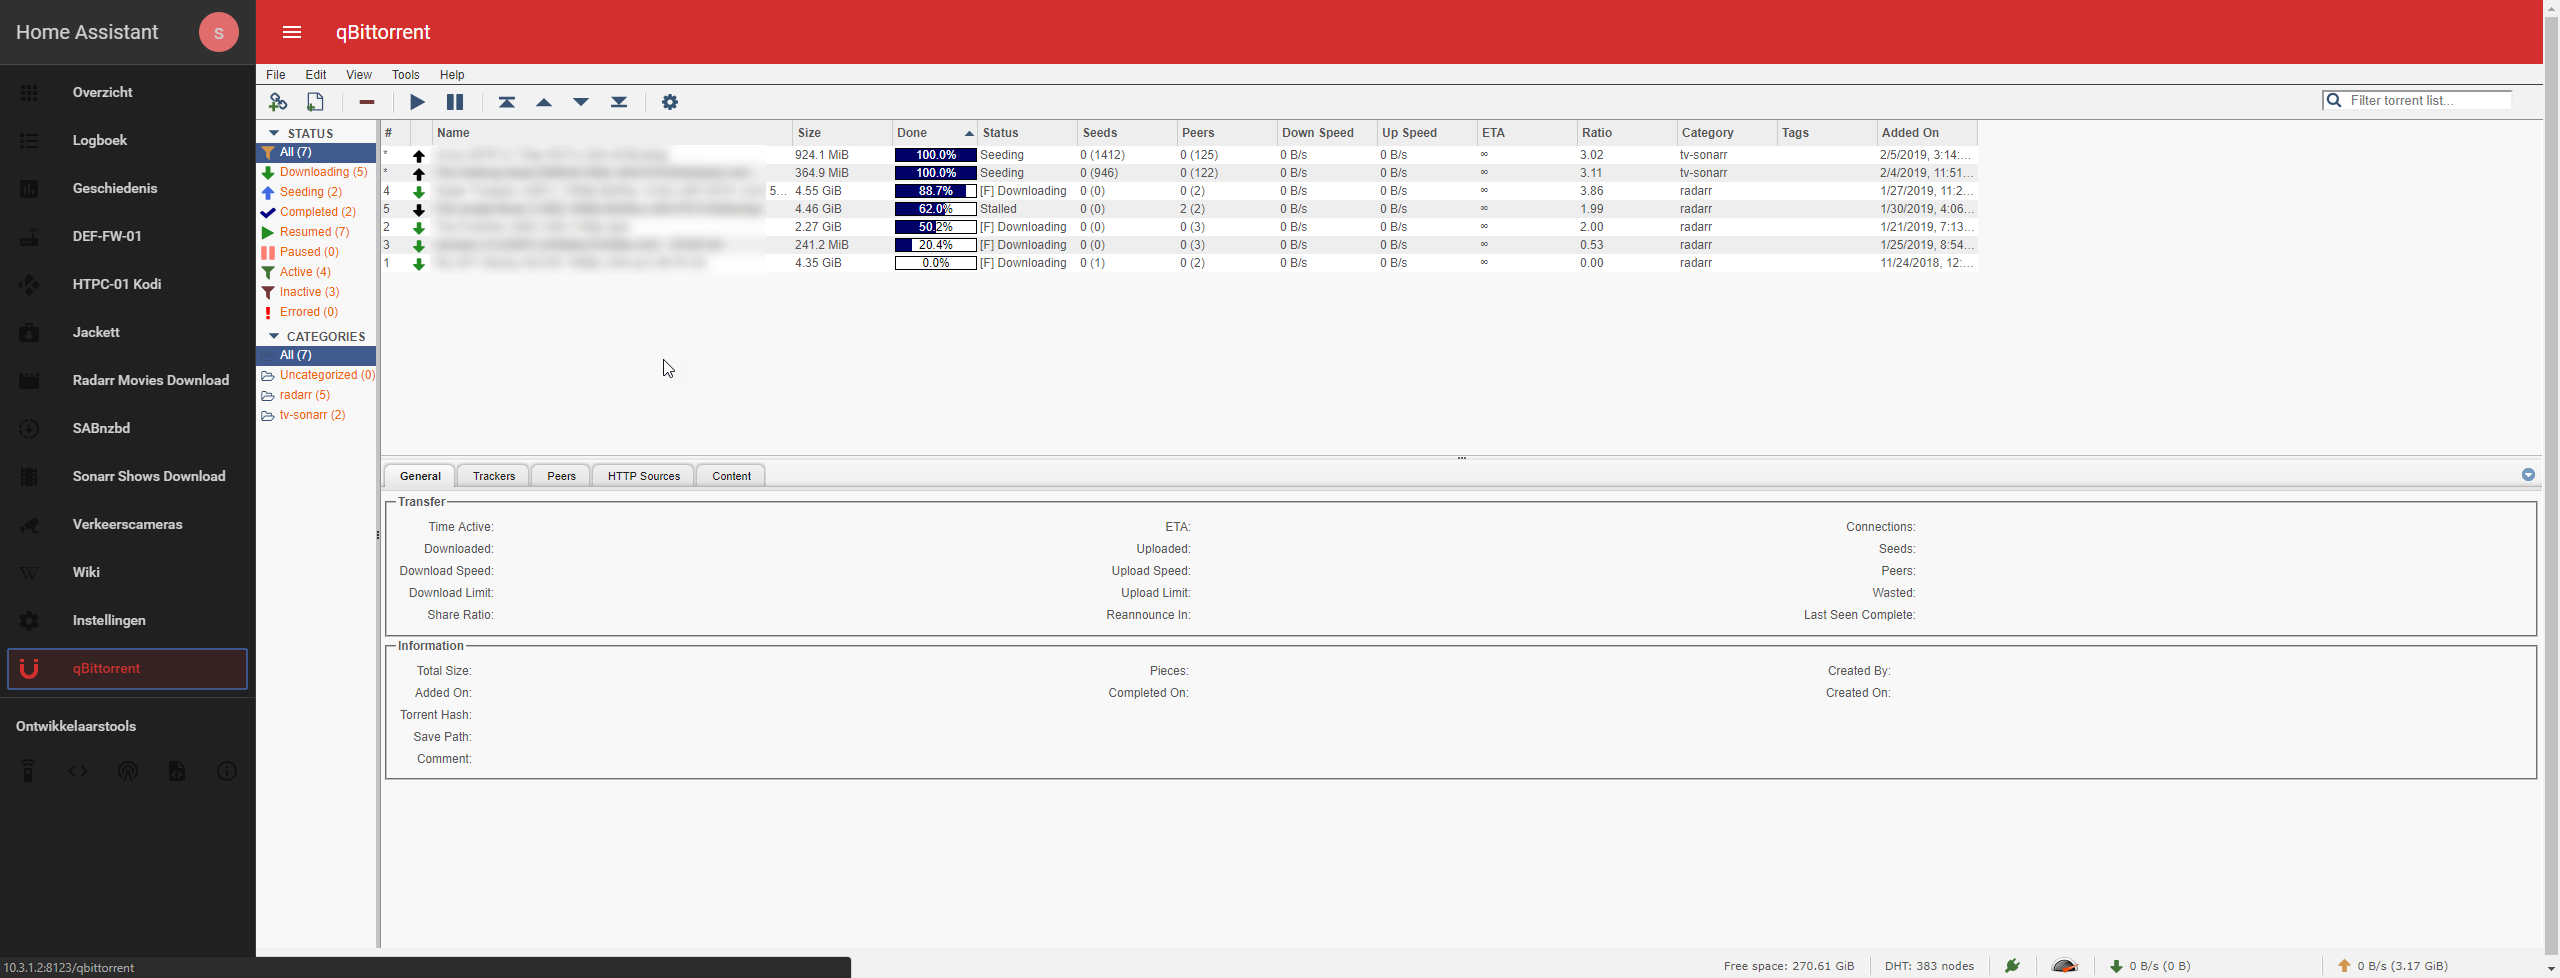 Home Assistant
S
qBittorrent
Overzicht
Logboek
Geschiedenis
DEF-FW-01
HTPC-01 Kodi
Jackett
Radarr Movies Download
SABnzbd
Sonarr Shows Download
Verkeerscameras
Wiki
Instellingen
qBittorrent
Ontwikkelaarstools
10.3.1.2:8123/qbittorrent
File Edit View Tools Help
Filter torrent list...
STATUS
All (7)
Downloading (5)
Seeding (2)
Completed (2)
Resumed (7)
Paused (0)
Active (4)
Inactive (3)
Errored (0)
CATEGORIES
All (7)
Uncategorized (0)
radarr (5)
tv-sonarr (2)
# Name Size Done Status Seeds Peers Down Speed Up Speed ETA Ratio Category Tags Added On
* 924.1 MiB 100.0% Seeding 0 (1412) 0 (125) 0 B/s 0 B/s ∞ 3.02 tv-sonarr 2/5/2019, 3:14:...
* 364.9 MiB 100.0% Seeding 0 (946) 0 (122) 0 B/s 0 B/s ∞ 3.11 tv-sonarr 2/4/2019, 11:51...
4 5... 4.55 GiB 88.7% [F] Downloading 0 (0) 0 (2) 0 B/s 0 B/s ∞ 3.86 radarr 1/27/2019, 11:2...
5 4.46 GiB 62.0% Stalled 0 (0) 2 (2) 0 B/s 0 B/s ∞ 1.99 radarr 1/30/2019, 4:06...
2 2.27 GiB 50.2% [F] Downloading 0 (0) 0 (3) 0 B/s 0 B/s ∞ 2.00 radarr 1/21/2019, 7:13...
3 241.2 MiB 20.4% [F] Downloading 0 (0) 0 (3) 0 B/s 0 B/s ∞ 0.53 radarr 1/25/2019, 8:54...
1 4.35 GiB 0.0% [F] Downloading 0 (1) 0 (2) 0 B/s 0 B/s ∞ 0.00 radarr 11/24/2018, 12:...
General Trackers Peers HTTP Sources Content
Transfer
Time Active: ETA: Connections:
Downloaded: Uploaded: Seeds:
Download Speed: Upload Speed: Peers:
Download Limit: Upload Limit: Wasted:
Share Ratio: Reannounce In: Last Seen Complete:
Information
Total Size: Pieces: Created By:
Added On: Completed On: Created On:
Torrent Hash:
Save Path:
Comment:
Free space: 270.61 GiB DHT: 383 nodes 0 B/s (0 B) 0 B/s (3.17 GiB)